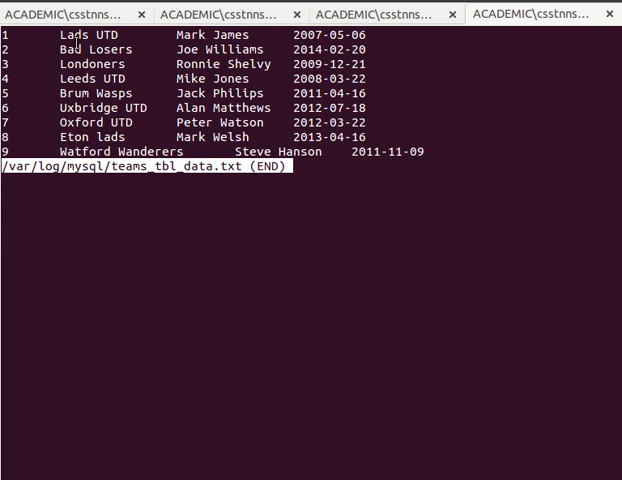 ACADEMIC\csstnns... × ACADEMIC\csstnns... × ACADEMIC\csstnns... × ACADEMIC\csstnns... ×
1 Lads UTD Mark James 2007-05-06
2 Bad Losers Joe Williams 2014-02-20
3 Londoners Ronnie Shelvy 2009-12-21
4 Leeds UTD Mike Jones 2008-03-22
5 Brum Wasps Jack Philips 2011-04-16
6 Uxbridge UTD Alan Matthews 2012-07-18
7 Oxford UTD Peter Watson 2012-03-22
8 Eton lads Mark Welsh 2013-04-16
9 Watford Wanderers Steve Hanson 2011-11-09
/var/log/mysql/teams_tbl_data.txt (END)